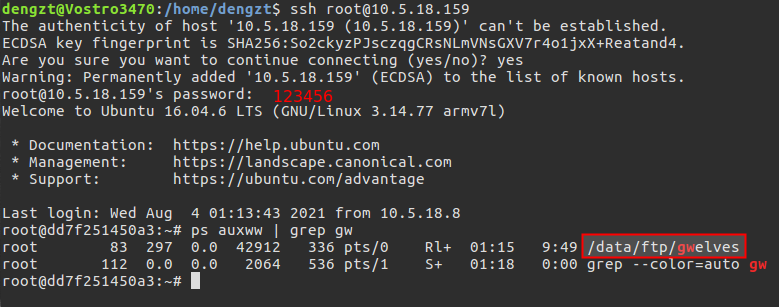 dengzt@Vostro3470:/home/dengzt$ ssh root@10.5.18.159
The authenticity of host '10.5.18.159 (10.5.18.159)' can't be established.
ECDSA key fingerprint is SHA256:So2ckyzPJsczqgCRsNLmVNsGXV7r4o1jxX+Reatand4.
Are you sure you want to continue connecting (yes/no)? yes
Warning: Permanently added '10.5.18.159' (ECDSA) to the list of known hosts.
root@10.5.18.159's password: 123456
Welcome to Ubuntu 16.04.6 LTS (GNU/Linux 3.14.77 armv7l)
* Documentation: https://help.ubuntu.com
* Management: https://landscape.canonical.com
* Support: https://ubuntu.com/advantage
Last login: Wed Aug 4 01:13:43 2021 from 10.5.18.8
root@dd7f251450a3:~# ps auxww | grep gw
root 83 297 0.0 42912 336 pts/0 Rl+ 01:15 9:49 /data/ftp/gwelves
root 112 0.0 0.0 2064 536 pts/1 S+ 01:18 0:00 grep --color=auto gw
root@dd7f251450a3:~#